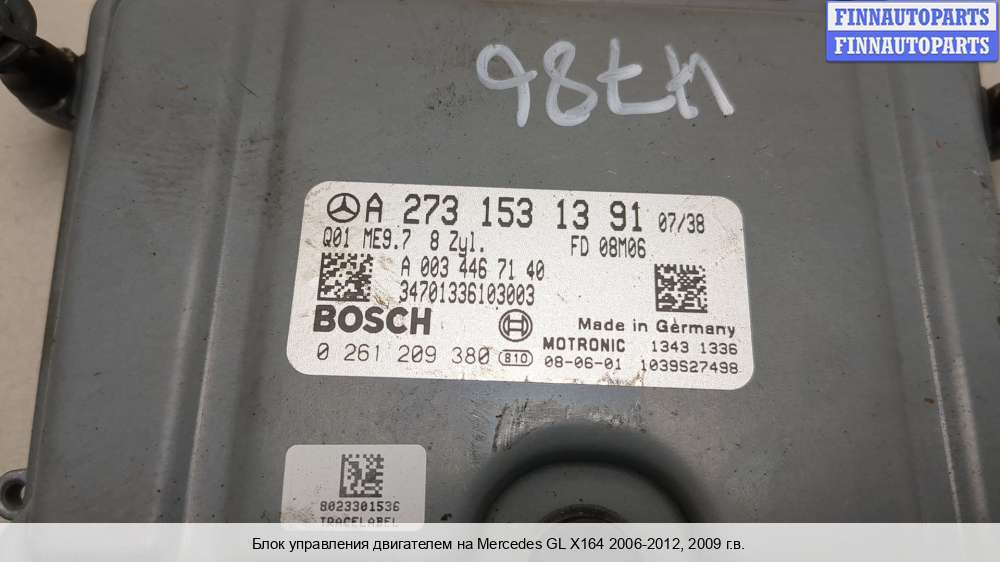 FINNAUTOPARTS
FINNAUTOPARTS
A 273 153 13 91 07/38
Q01 ME9.7 8 Zyl. FD 08M06
A 003 446 71 40
34701336103003
BOSCH
Made in Germany
MOTRONIC 1343 1336
0 261 209 380 810 08-06-01 1039S27498
8023301536
TRACELABEL
Блок управления двигателем на Mercedes GL X164 2006-2012, 2009 г.в.